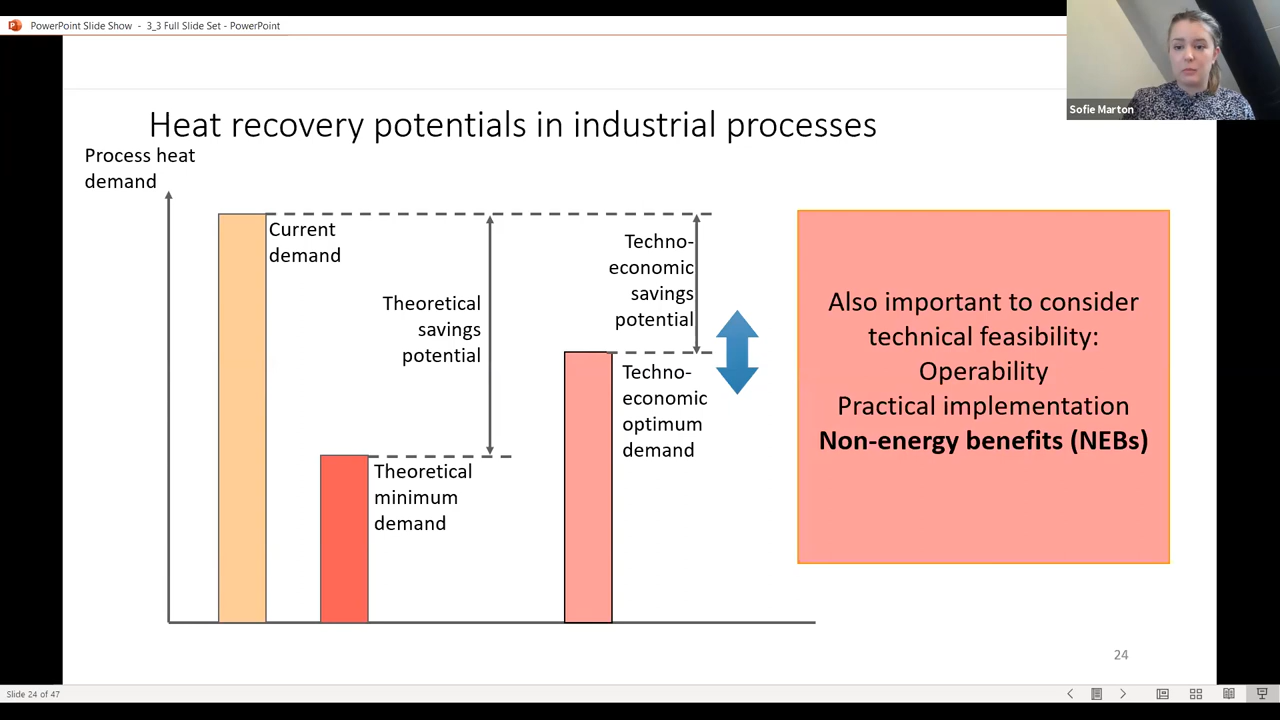 PowerPoint Slide Show - 3_3 Full Slide Set - PowerPoint
Sofie Marton
Heat recovery potentials in industrial processes
Process heat
demand
Current
demand
Theoretical
savings
potential
Theoretical
minimum
demand
Techno-
economic
savings
potential
Techno-
economic
optimum
demand
Also important to consider
technical feasibility:
Operability
Practical implementation
Non-energy benefits (NEBs)
24
Slide 24 of 47